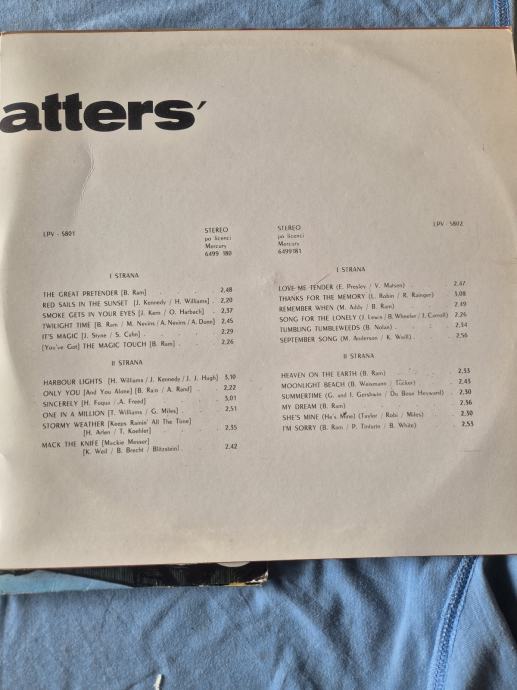 atters'
LPV - 5801
STEREO
po licenci
Mercury
6499 180
I STRANA
THE GREAT PRETENDER [B. Ram] 2,48
RED SAILS IN THE SUNSET [J. Kennedy / H. Williams] . 2,20
SMOKE GETS IN YOUR EYES [J. Kern / O. Harbach] . 2,37
TWILIGHT TIME [B. Ram / M. Nevins / A. Nevins / A. Dunn] 2,45
IT'S MAGIC [J. Styne / S. Cahn] . . . 2,29
[You've Got] THE MAGIC TOUCH [B. Ram] . . 2,26
II STRANA
HARBOUR LIGHTS [H. Williams / J. Kennedy / J. J. Hugh] 3,10
ONLY YOU [And You Alone] [B. Ram / A. Rand] . . 2,22
SINCERELY [H. Fuqua / A. Freed] . . . 3,01
ONE IN A MILLION [T. Williams / G. Miles] . . 2,51
STORMY WEATHER [Keeps Rainin' All The Time]
[H. Arlen / T. Koehler] . . . 2,35
MACK THE KNIFE [Mackie Messer]
[K. Weil / B. Brecht / Blitzstein] . . . 2,42
STEREO
po licenci
Mercury
6499181
LPV - 5802
I STRANA
LOVE ME TENDER (E. Presley / V. Matson) . . 2,47
THANKS FOR THE MEMORY (L. Robin / R. Rainger) 3,08
REMEMBER WHEN (M. Addy / B. Ram) . . . 2,49
SONG FOR THE LONELY (J. Lewis / B. Wheeler / J. Carroll) 2,26
TUMBLING TUMBLEWEEDS (B. Nolan) . . 2,34
SEPTEMBER SONG (M. Anderson / K. Weill) . . 2,56
II STRANA
HEAVEN ON THE EARTH (B. Ram) . . . 2,33
MOONLIGHT BEACH (B. Weismann / Tucker) . . 2,43
SUMMERTIME (G. and I. Gershwin / Du Bose Heyward) . 2,30
MY DREAM (B. Ram) . . . 2,36
SHE'S MINE (He's Mine) (Taylor / Robi / Miles) . . 2,30
I'M SORRY (B. Ram / P. Tinturin / B. White) . . 2,53